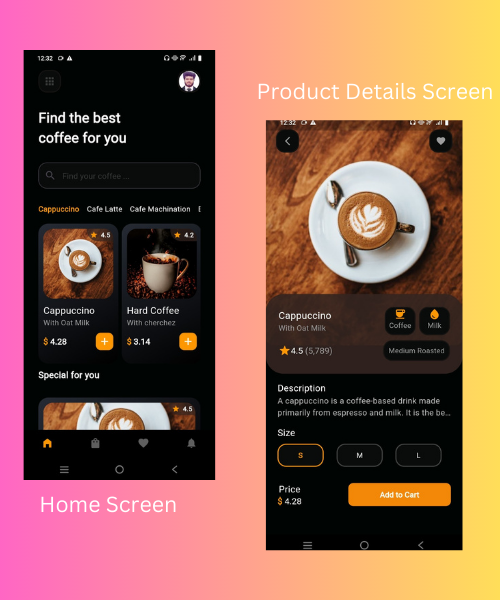 12:32
Find the best
coffee for you
Find your coffee ...
Cappuccino Cafe Latte Cafe Machination
4.5
4.2
Cappuccino
With Oat Milk
$ 4.28
Hard Coffee
With cherchez
$ 3.14
Special for you
4.5
Home Screen
Product Details Screen
12:32
Cappuccino
With Oat Milk
Coffee
Milk
4.5 (5,789)
Medium Roasted
Description
A cappuccino is a coffee-based drink made
primarily from espresso and milk. It is the be...
Size
S M L
Price
$ 4.28
Add to Cart